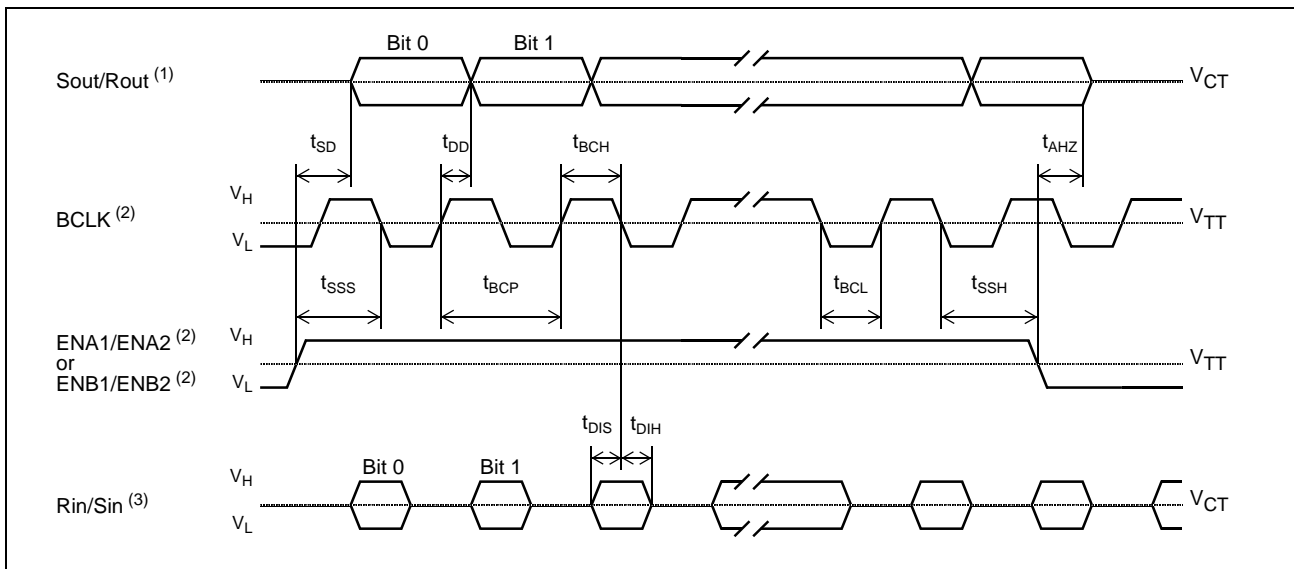 Bit 0 Bit 1
Sout/Rout (1) VCT
tSD tDD tBCH tAHZ
VH
BCLK (2) VTT
VL
tSSS tBCP tBCL tSSH
ENA1/ENA2 (2) VH
or VTT
ENB1/ENB2 (2) VL
tDIS tDIH
Bit 0 Bit 1
VH
Rin/Sin (3) VCT
VL